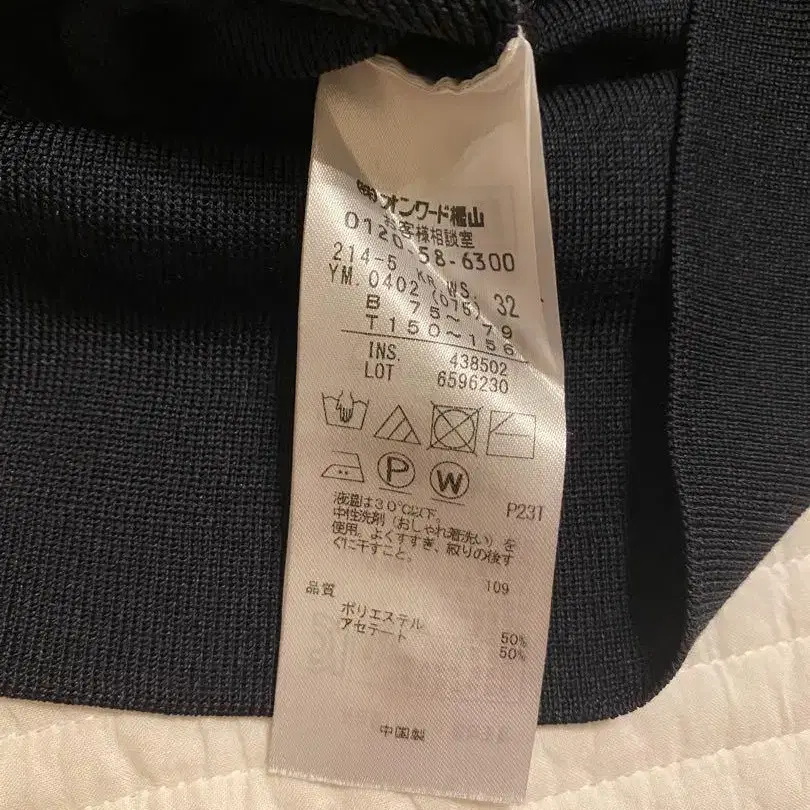 ㈱オンワード樫山
お客様相談室
0120-58-6300
214-5 KR WS. 32
YM. 0402 (076)
B 75～79
T 150～156
INS. 438502
LOT 6596230
P W
P23T
液温は30℃以下。
中性洗剤（おしゃれ着洗い）を
使用。よくすすぎ、絞りの後す
ぐに干すこと。
109
品質
ポリエステル 50%
アセテート 50%
中国製